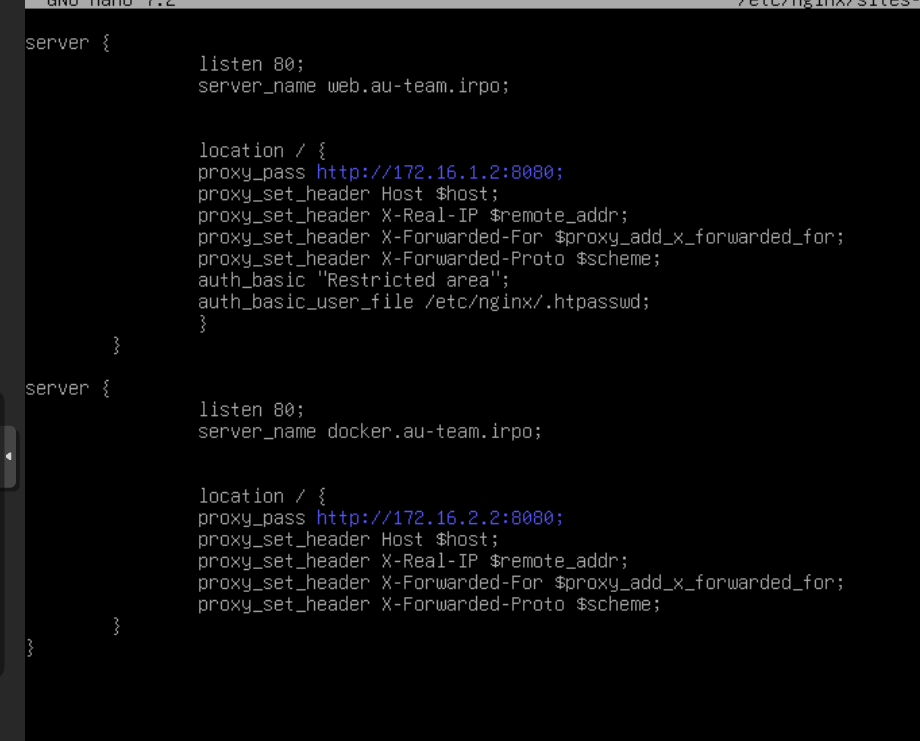 GNU nano 7.2 /etc/nginx/sites-
server {
listen 80;
server_name web.au-team.irpo;
location / {
proxy_pass http://172.16.1.2:8080;
proxy_set_header Host $host;
proxy_set_header X-Real-IP $remote_addr;
proxy_set_header X-Forwarded-For $proxy_add_x_forwarded_for;
proxy_set_header X-Forwarded-Proto $scheme;
auth_basic "Restricted area";
auth_basic_user_file /etc/nginx/.htpasswd;
}
}
server {
listen 80;
server_name docker.au-team.irpo;
location / {
proxy_pass http://172.16.2.2:8080;
proxy_set_header Host $host;
proxy_set_header X-Real-IP $remote_addr;
proxy_set_header X-Forwarded-For $proxy_add_x_forwarded_for;
proxy_set_header X-Forwarded-Proto $scheme;
}
}